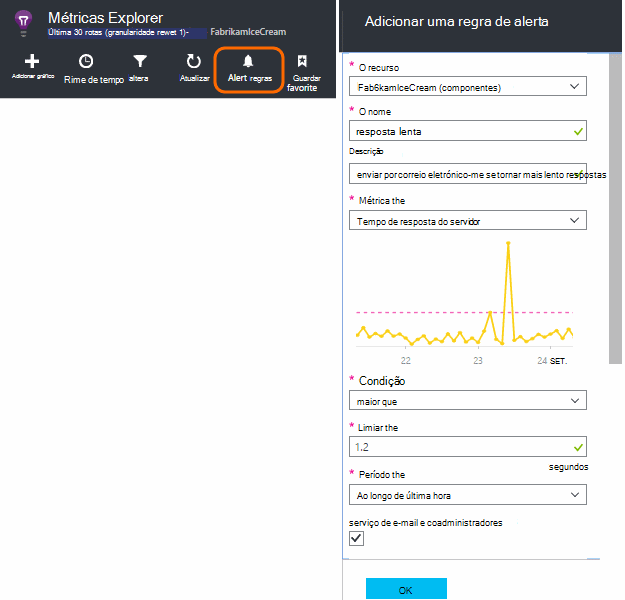 Métricas Explorer
Última 30 rotas (granularidade rewet 1)-
FabrikamIceCream
Adicionar gráfico
Rime de tempo
altera
Atualizar
Alert regras
Guardar
favorite
Adicionar uma regra de alerta
* O recurso
Fab6kamIceCream (componentes)
* O nome
resposta lenta
Descrição
enviar por correio eletrónico-me se tornar mais lento respostas
* Métrica the
Tempo de resposta do servidor
22
23
24 SET.
* Condição
maior que
* Limiar the
1.2
segundos
* Período the
Ao longo de última hora
serviço de e-mail e coadministradores
OK